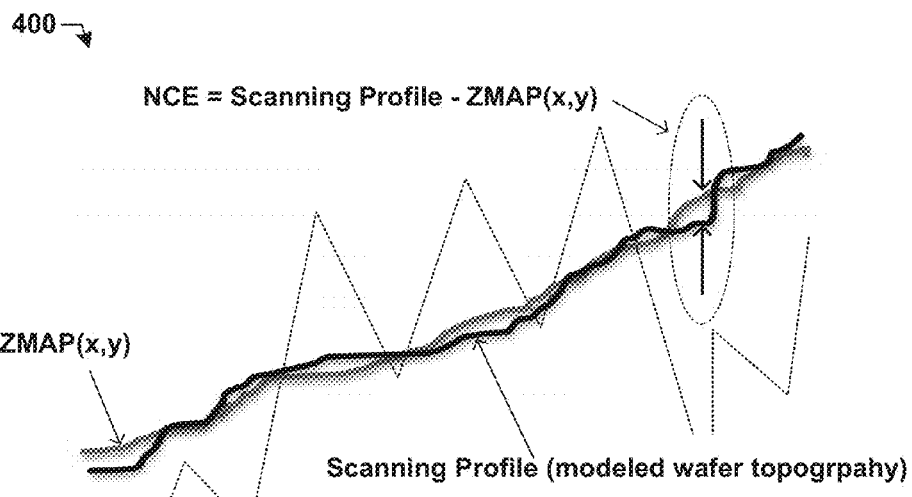 400
NCE = Scanning Profile - ZMAP(x,y)
ZMAP(x,y)
Scanning Profile (modeled wafer topogrpahy)